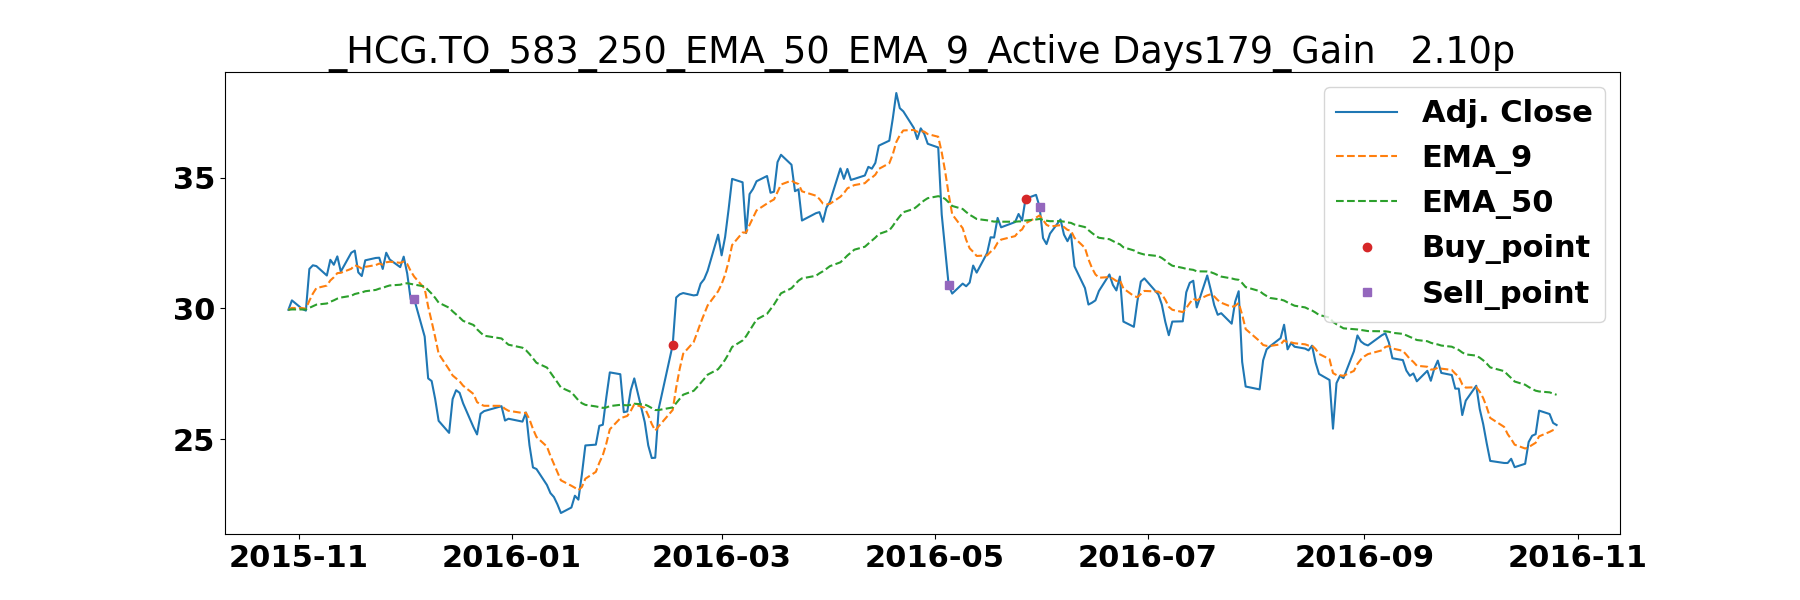 _HCG.TO_583_250_EMA_50_EMA_9_Active Days179_Gain   2.10p
Adj. Close
EMA_9
EMA_50
Buy_point
Sell_point
35
30
25
2015-11 2016-01 2016-03 2016-05 2016-07 2016-09 2016-11